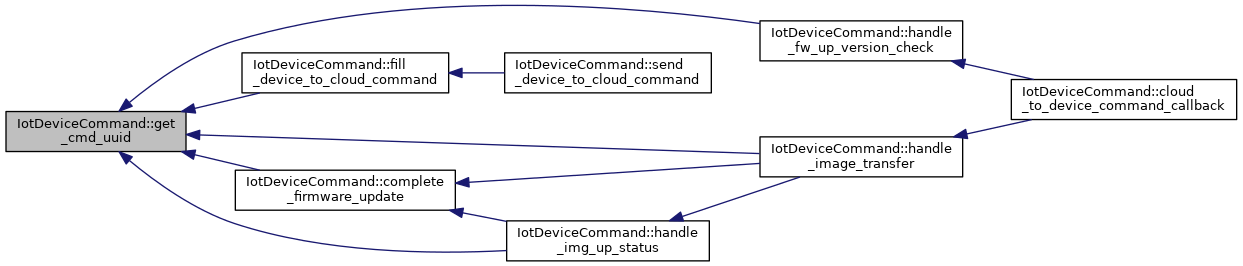 IotDeviceCommand::get
_cmd_uuid
IotDeviceCommand::fill
_device_to_cloud_command
IotDeviceCommand::send
_device_to_cloud_command
IotDeviceCommand::handle
_fw_up_version_check
IotDeviceCommand::cloud
_to_device_command_callback
IotDeviceCommand::handle
_image_transfer
IotDeviceCommand::complete
_firmware_update
IotDeviceCommand::handle
_img_up_status